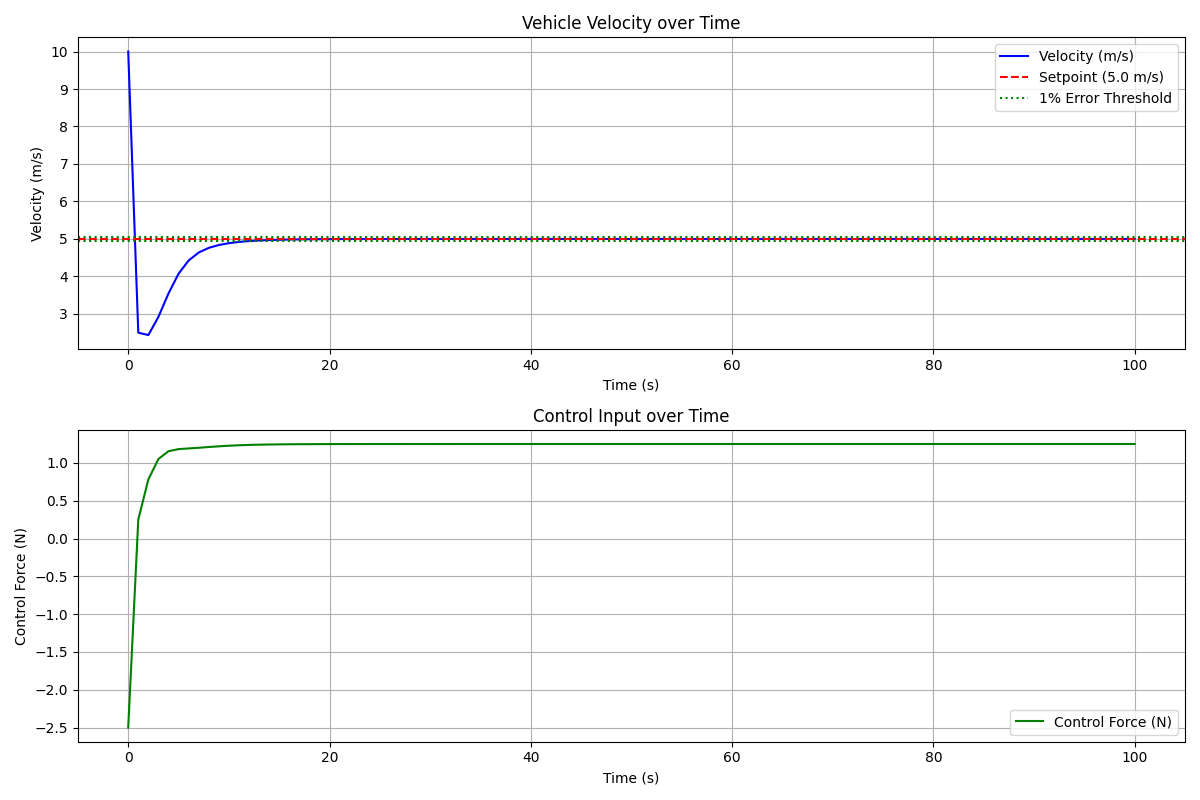 Vehicle Velocity over Time
Velocity (m/s)
10
9
8
7
6
5
4
3
Velocity (m/s)
Setpoint (5.0 m/s)
1% Error Threshold
0 20 40 60 80 100
Time (s)
Control Input over Time
Control Force (N)
1.0
0.5
0.0
−0.5
−1.0
−1.5
−2.0
−2.5
Control Force (N)
0 20 40 60 80 100
Time (s)